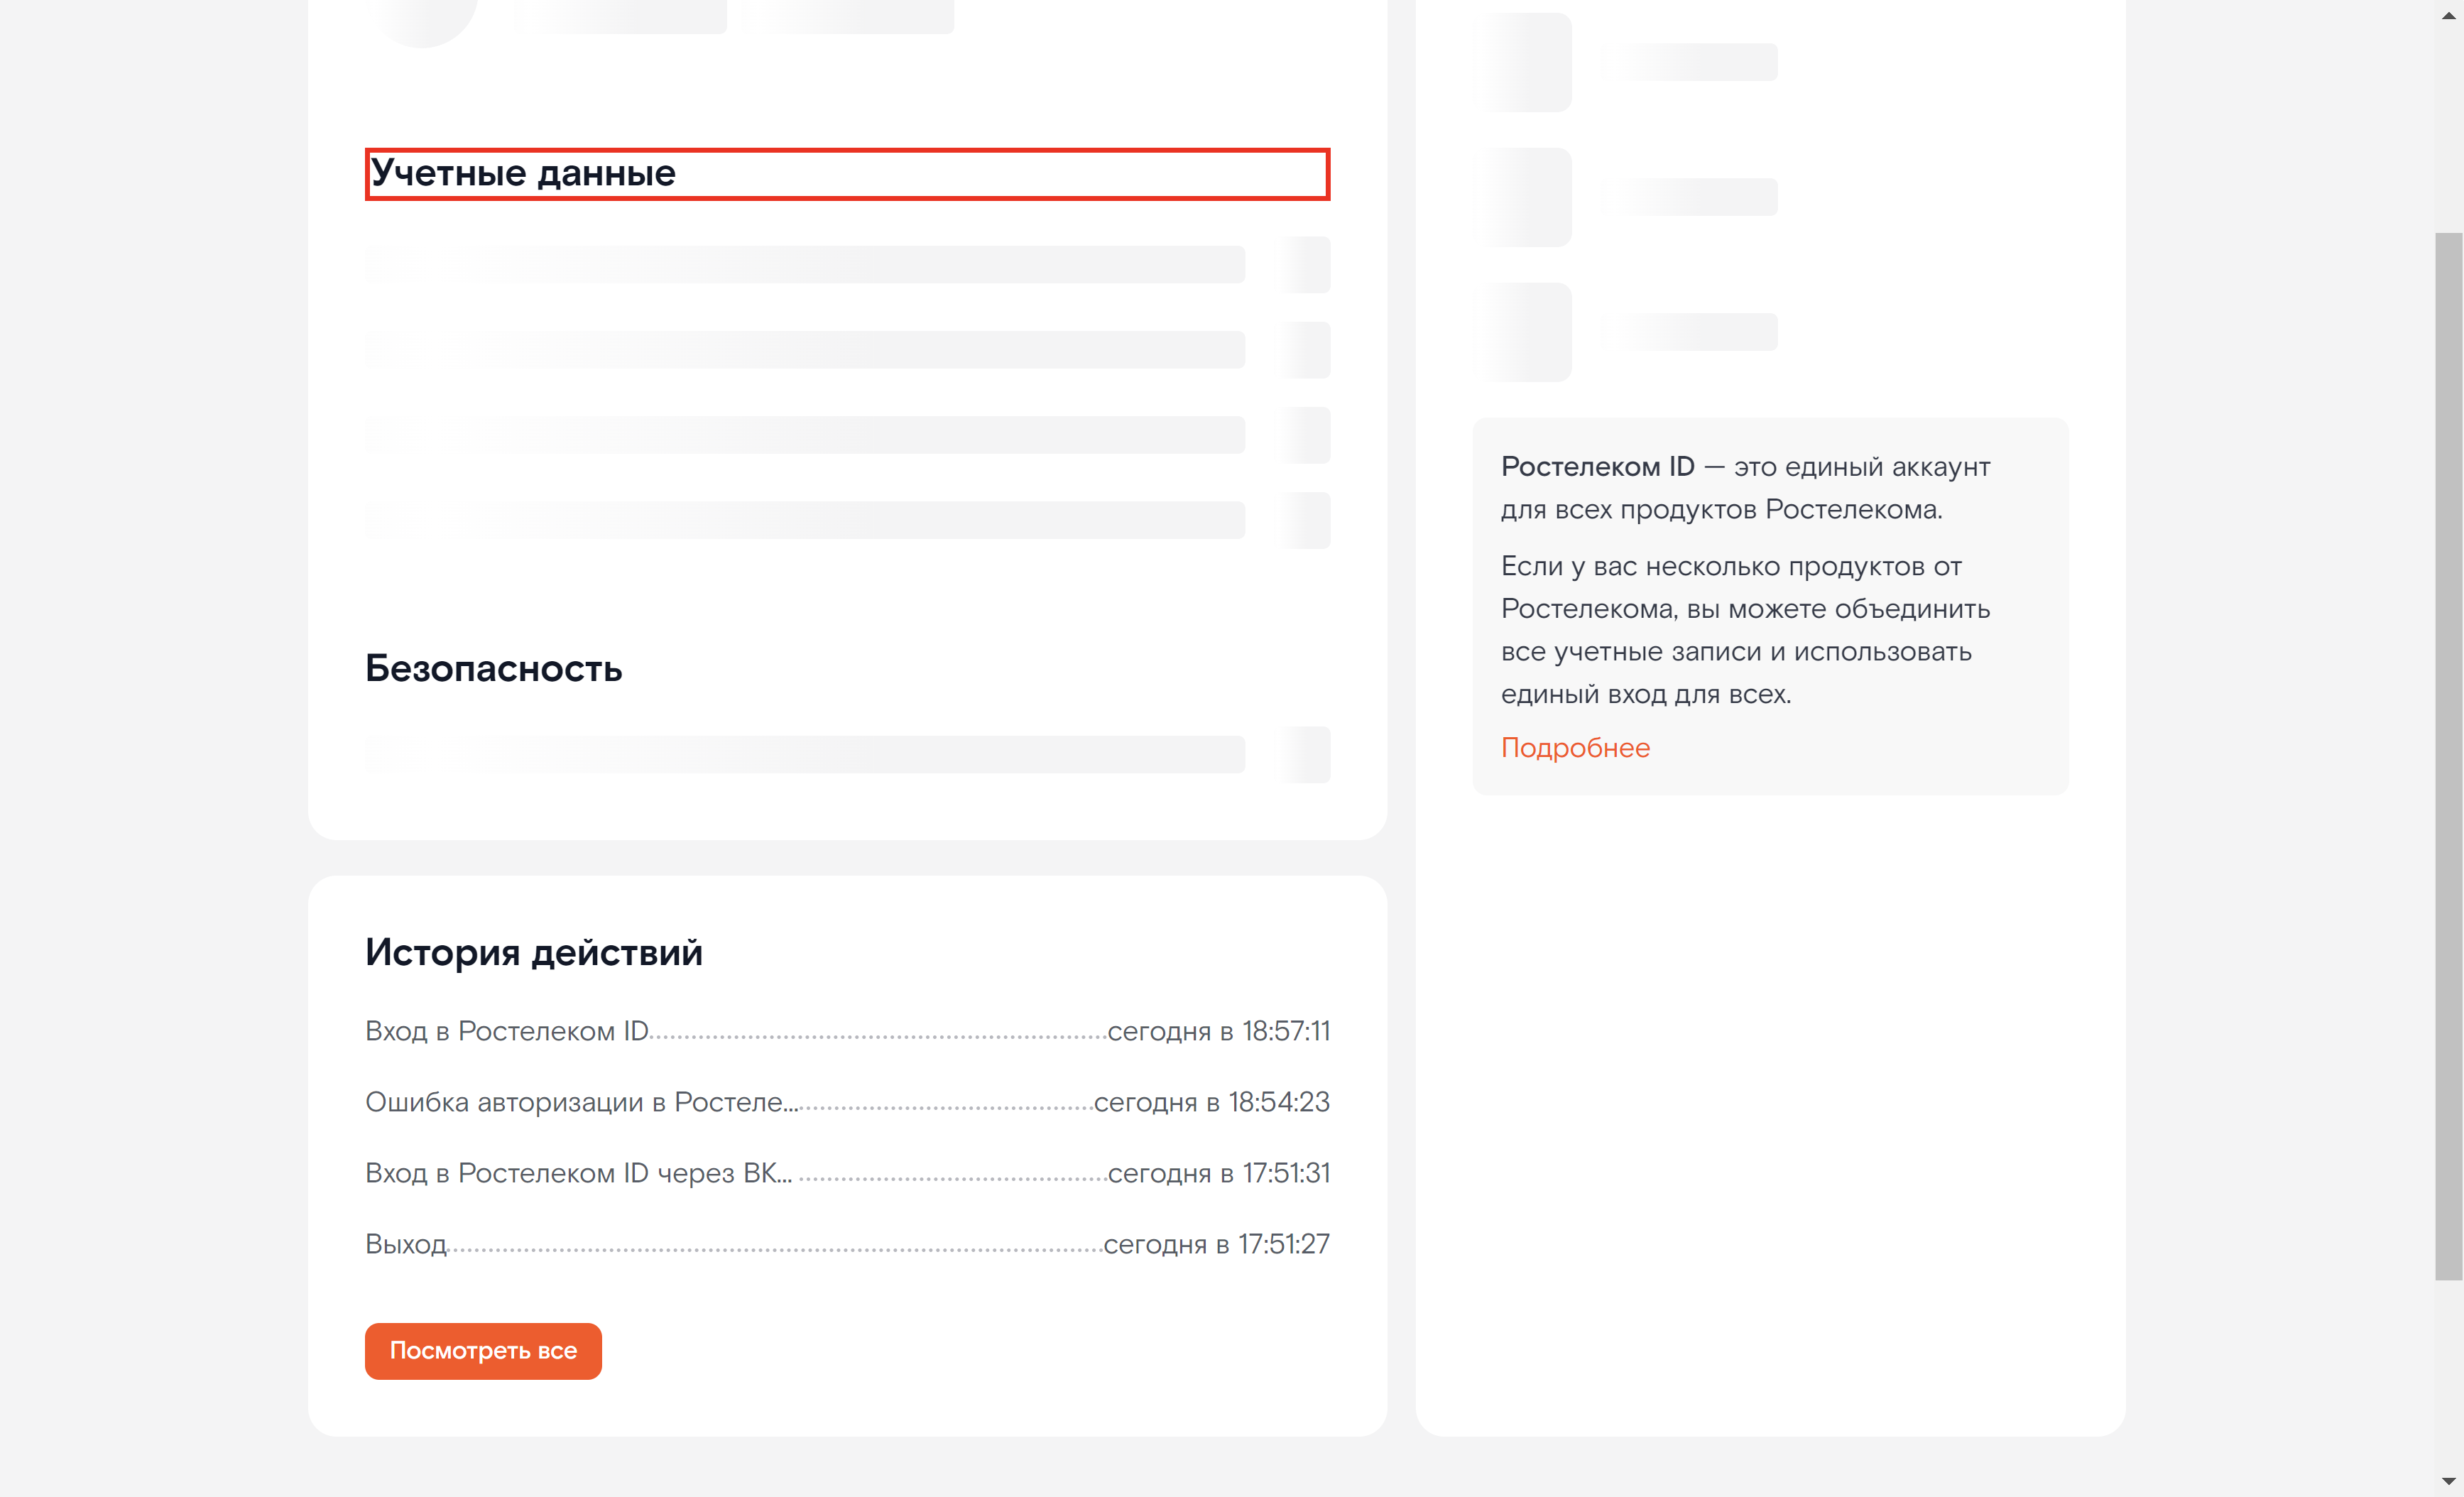 Учетные данные
Безопасность
История действий
Вход в Ростелеком ID сегодня в 18:57:11
Ошибка авторизации в Ростеле... сегодня в 18:54:23
Вход в Ростелеком ID через ВК... сегодня в 17:51:31
Выход сегодня в 17:51:27
Посмотреть все
Ростелеком ID — это единый аккаунт
для всех продуктов Ростелекома.
Если у вас несколько продуктов от
Ростелекома, вы можете объединить
все учетные записи и использовать
единый вход для всех.
Подробнее